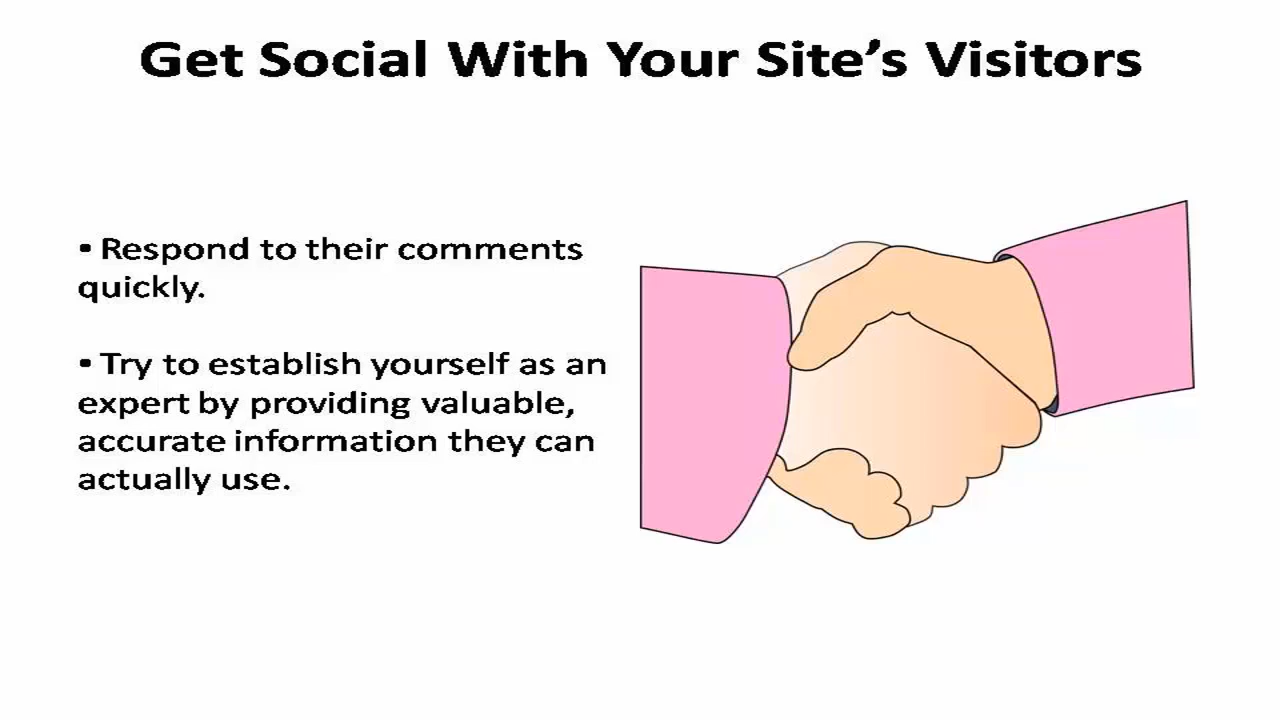 Get Social With Your Site’s Visitors
• Respond to their comments
quickly.
• Try to establish yourself as an
expert by providing valuable,
accurate information they can
actually use.